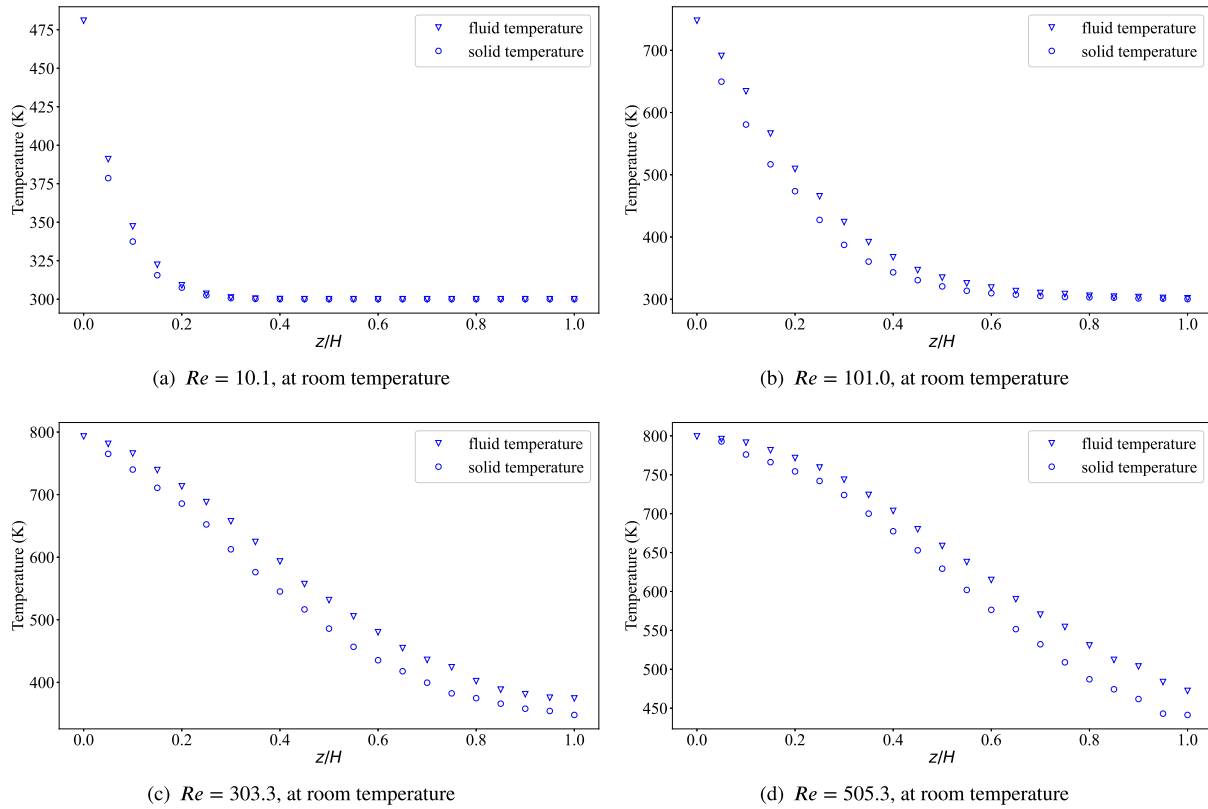 475
450
425
400
375
350
325
300
Temperature (K)
fluid temperature
solid temperature
0.0 0.2 0.4 0.6 0.8 1.0
z/H
(a) Re = 10.1, at room temperature
700
600
500
400
300
Temperature (K)
fluid temperature
solid temperature
0.0 0.2 0.4 0.6 0.8 1.0
z/H
(b) Re = 101.0, at room temperature
800
700
600
500
400
Temperature (K)
fluid temperature
solid temperature
0.0 0.2 0.4 0.6 0.8 1.0
z/H
(c) Re = 303.3, at room temperature
800
750
700
650
600
550
500
450
Temperature (K)
fluid temperature
solid temperature
0.0 0.2 0.4 0.6 0.8 1.0
z/H
(d) Re = 505.3, at room temperature